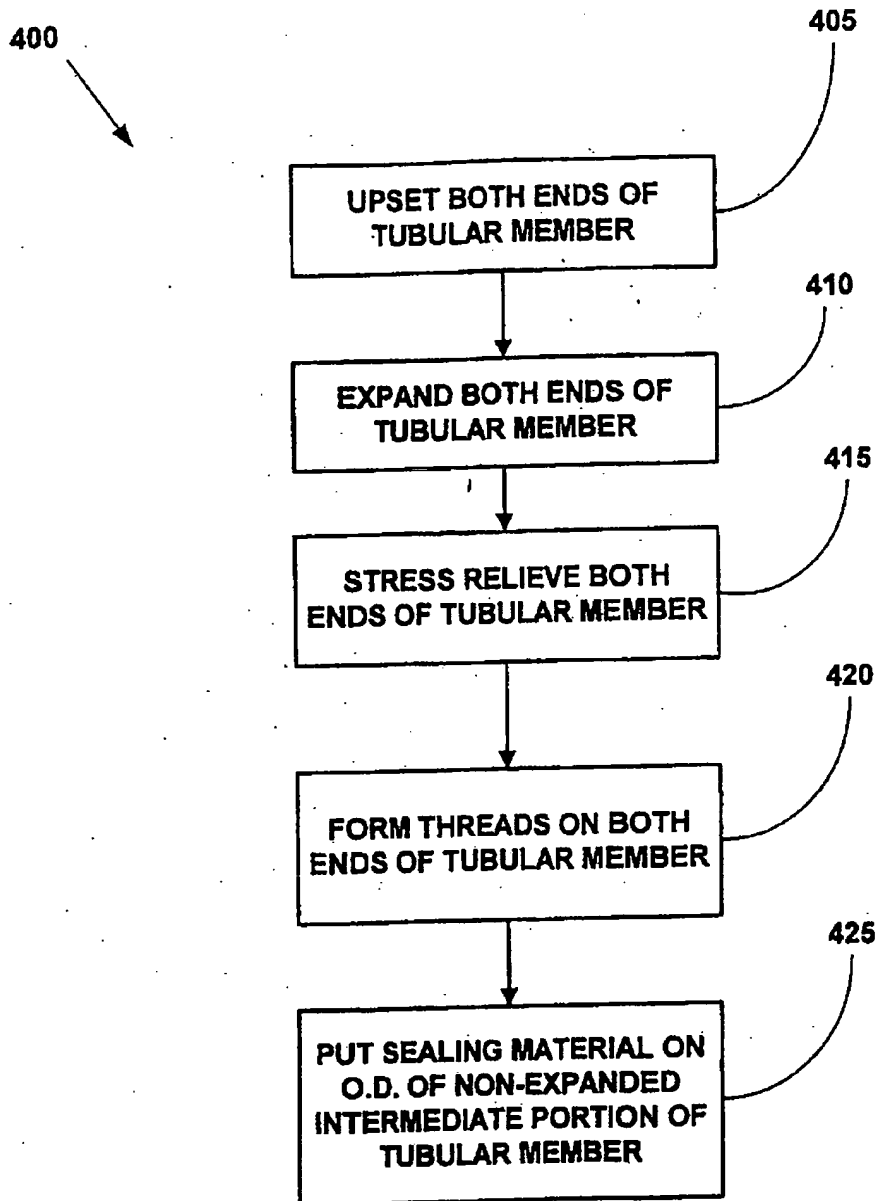 400
405
UPSET BOTH ENDS OF
TUBULAR MEMBER
410
EXPAND BOTH ENDS OF
TUBULAR MEMBER
415
STRESS RELIEVE BOTH
ENDS OF TUBULAR MEMBER
420
FORM THREADS ON BOTH
ENDS OF TUBULAR MEMBER
425
PUT SEALING MATERIAL ON
O.D. OF NON-EXPANDED
INTERMEDIATE PORTION OF
TUBULAR MEMBER